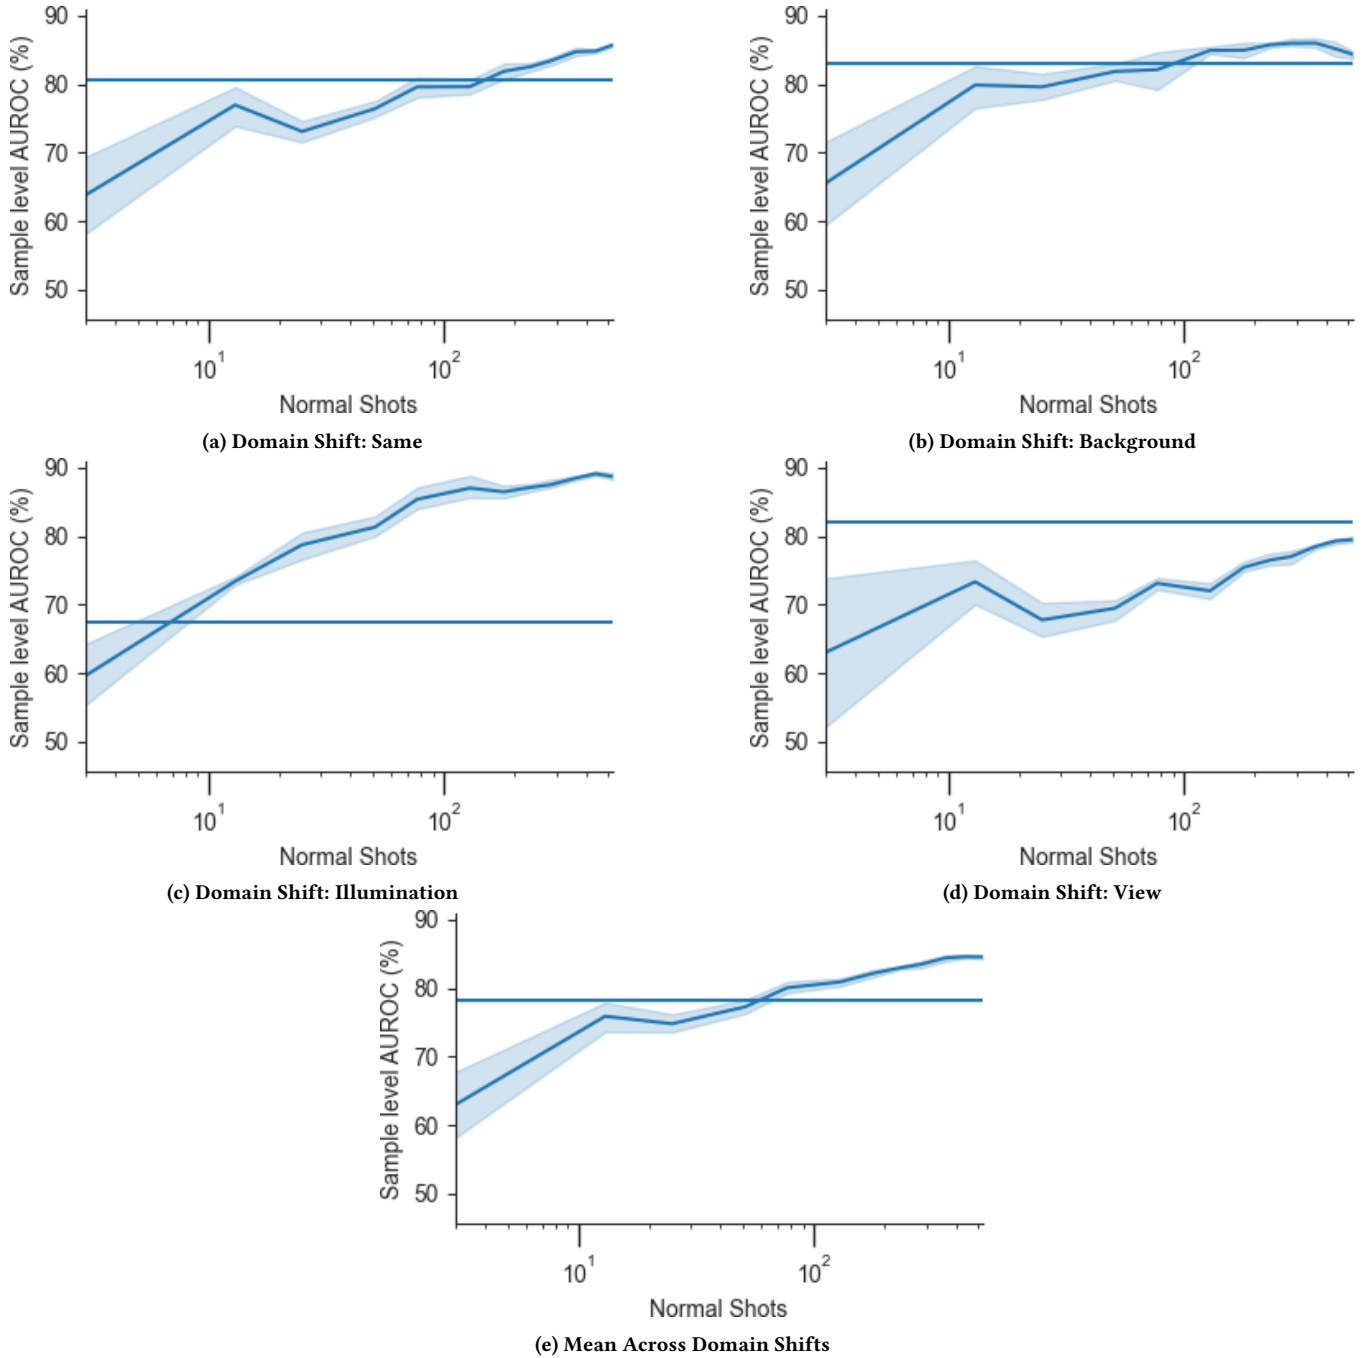 90
80
70
60
50
Sample level AUROC (%)
10¹
10²
Normal Shots
(a) Domain Shift: Same
90
80
70
60
50
Sample level AUROC (%)
10¹
10²
Normal Shots
(b) Domain Shift: Background
90
80
70
60
50
Sample level AUROC (%)
10¹
10²
Normal Shots
(c) Domain Shift: Illumination
90
80
70
60
50
Sample level AUROC (%)
10¹
10²
Normal Shots
(d) Domain Shift: View
90
80
70
60
50
Sample level AUROC (%)
10¹
10²
Normal Shots
(e) Mean Across Domain Shifts